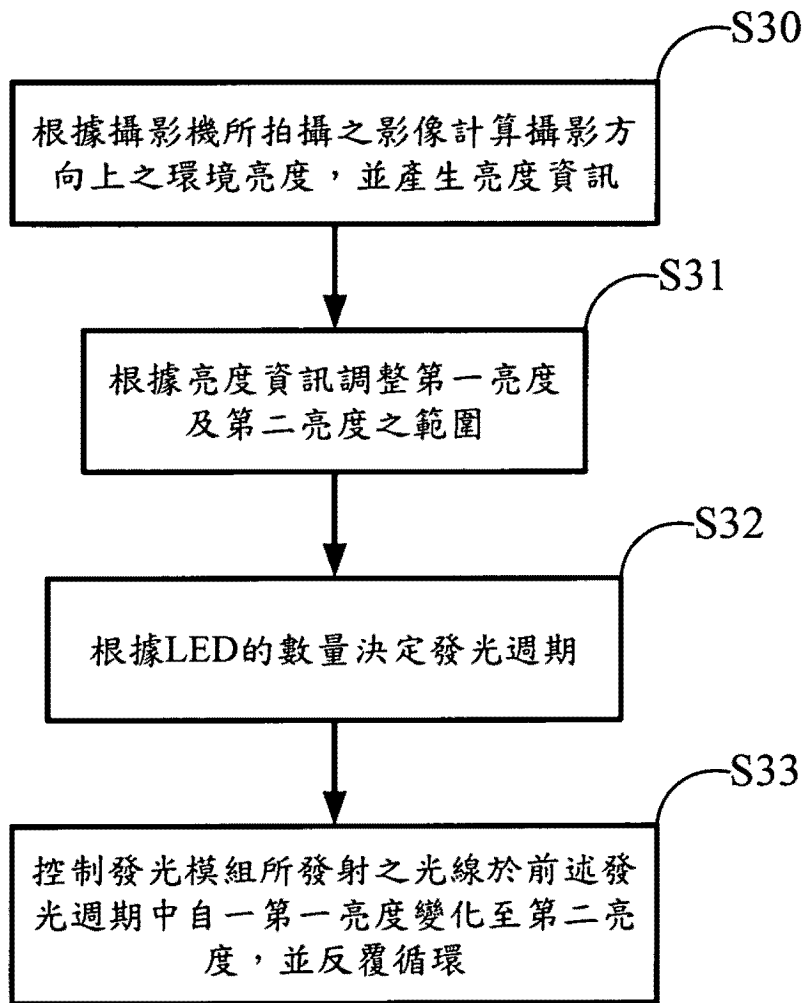 S30
根據攝影機所拍攝之影像計算攝影方
向上之環境亮度，並產生亮度資訊
S31
根據亮度資訊調整第一亮度
及第二亮度之範圍
S32
根據LED的數量決定發光週期
S33
控制發光模組所發射之光線於前述發
光週期中自一第一亮度變化至第二亮
度，並反覆循環